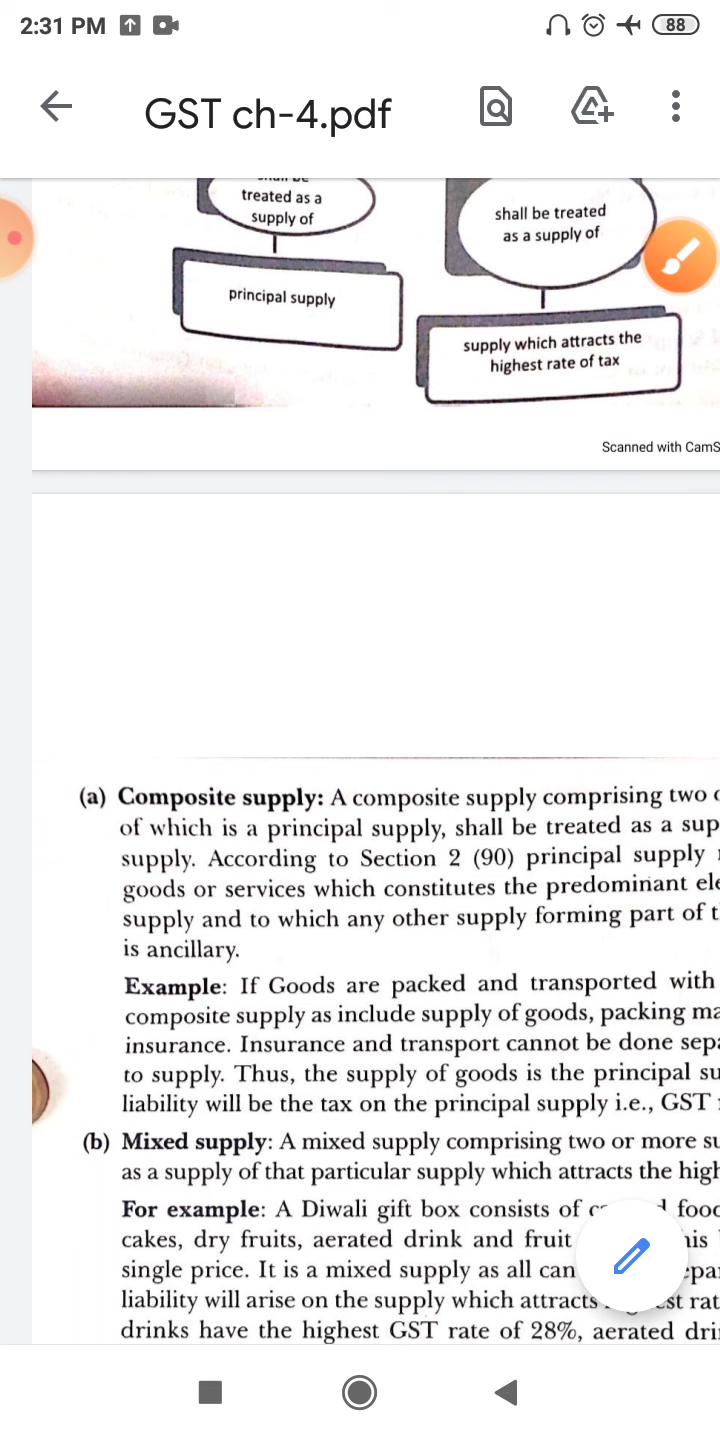 2:31 PM
88
GST ch-4.pdf
treated as a
supply of
shall be treated
as a supply of
principal supply
supply which attracts the
highest rate of tax
Scanned with CamS
(a) Composite supply: A composite supply comprising two
of which is a principal supply, shall be treated as a sup
supply. According to Section 2 (90) principal supply
goods or services which constitutes the predominant ele
supply and to which any other supply forming part of t
is ancillary.
Example: If Goods are packed and transported with
composite supply as include supply of goods, packing ma
insurance. Insurance and transport cannot be done sepa
to supply. Thus, the supply of goods is the principal su
liability will be the tax on the principal supply i.e., GST
(b) Mixed supply: A mixed supply comprising two or more su
as a supply of that particular supply which attracts the high
For example: A Diwali gift box consists of food
cakes, dry fruits, aerated drink and fruit his
single price. It is a mixed supply as all can epar
liability will arise on the supply which attracts est rat
drinks have the highest GST rate of 28%, aerated dri